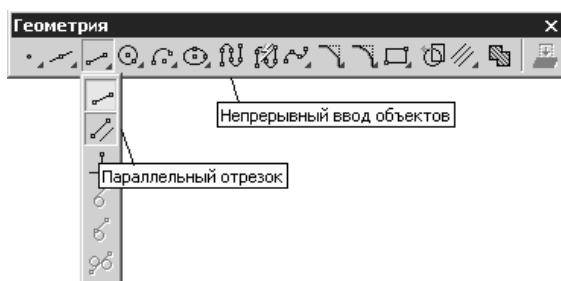 Геометрия
Непрерывный ввод объектов
Параллельный отрезок